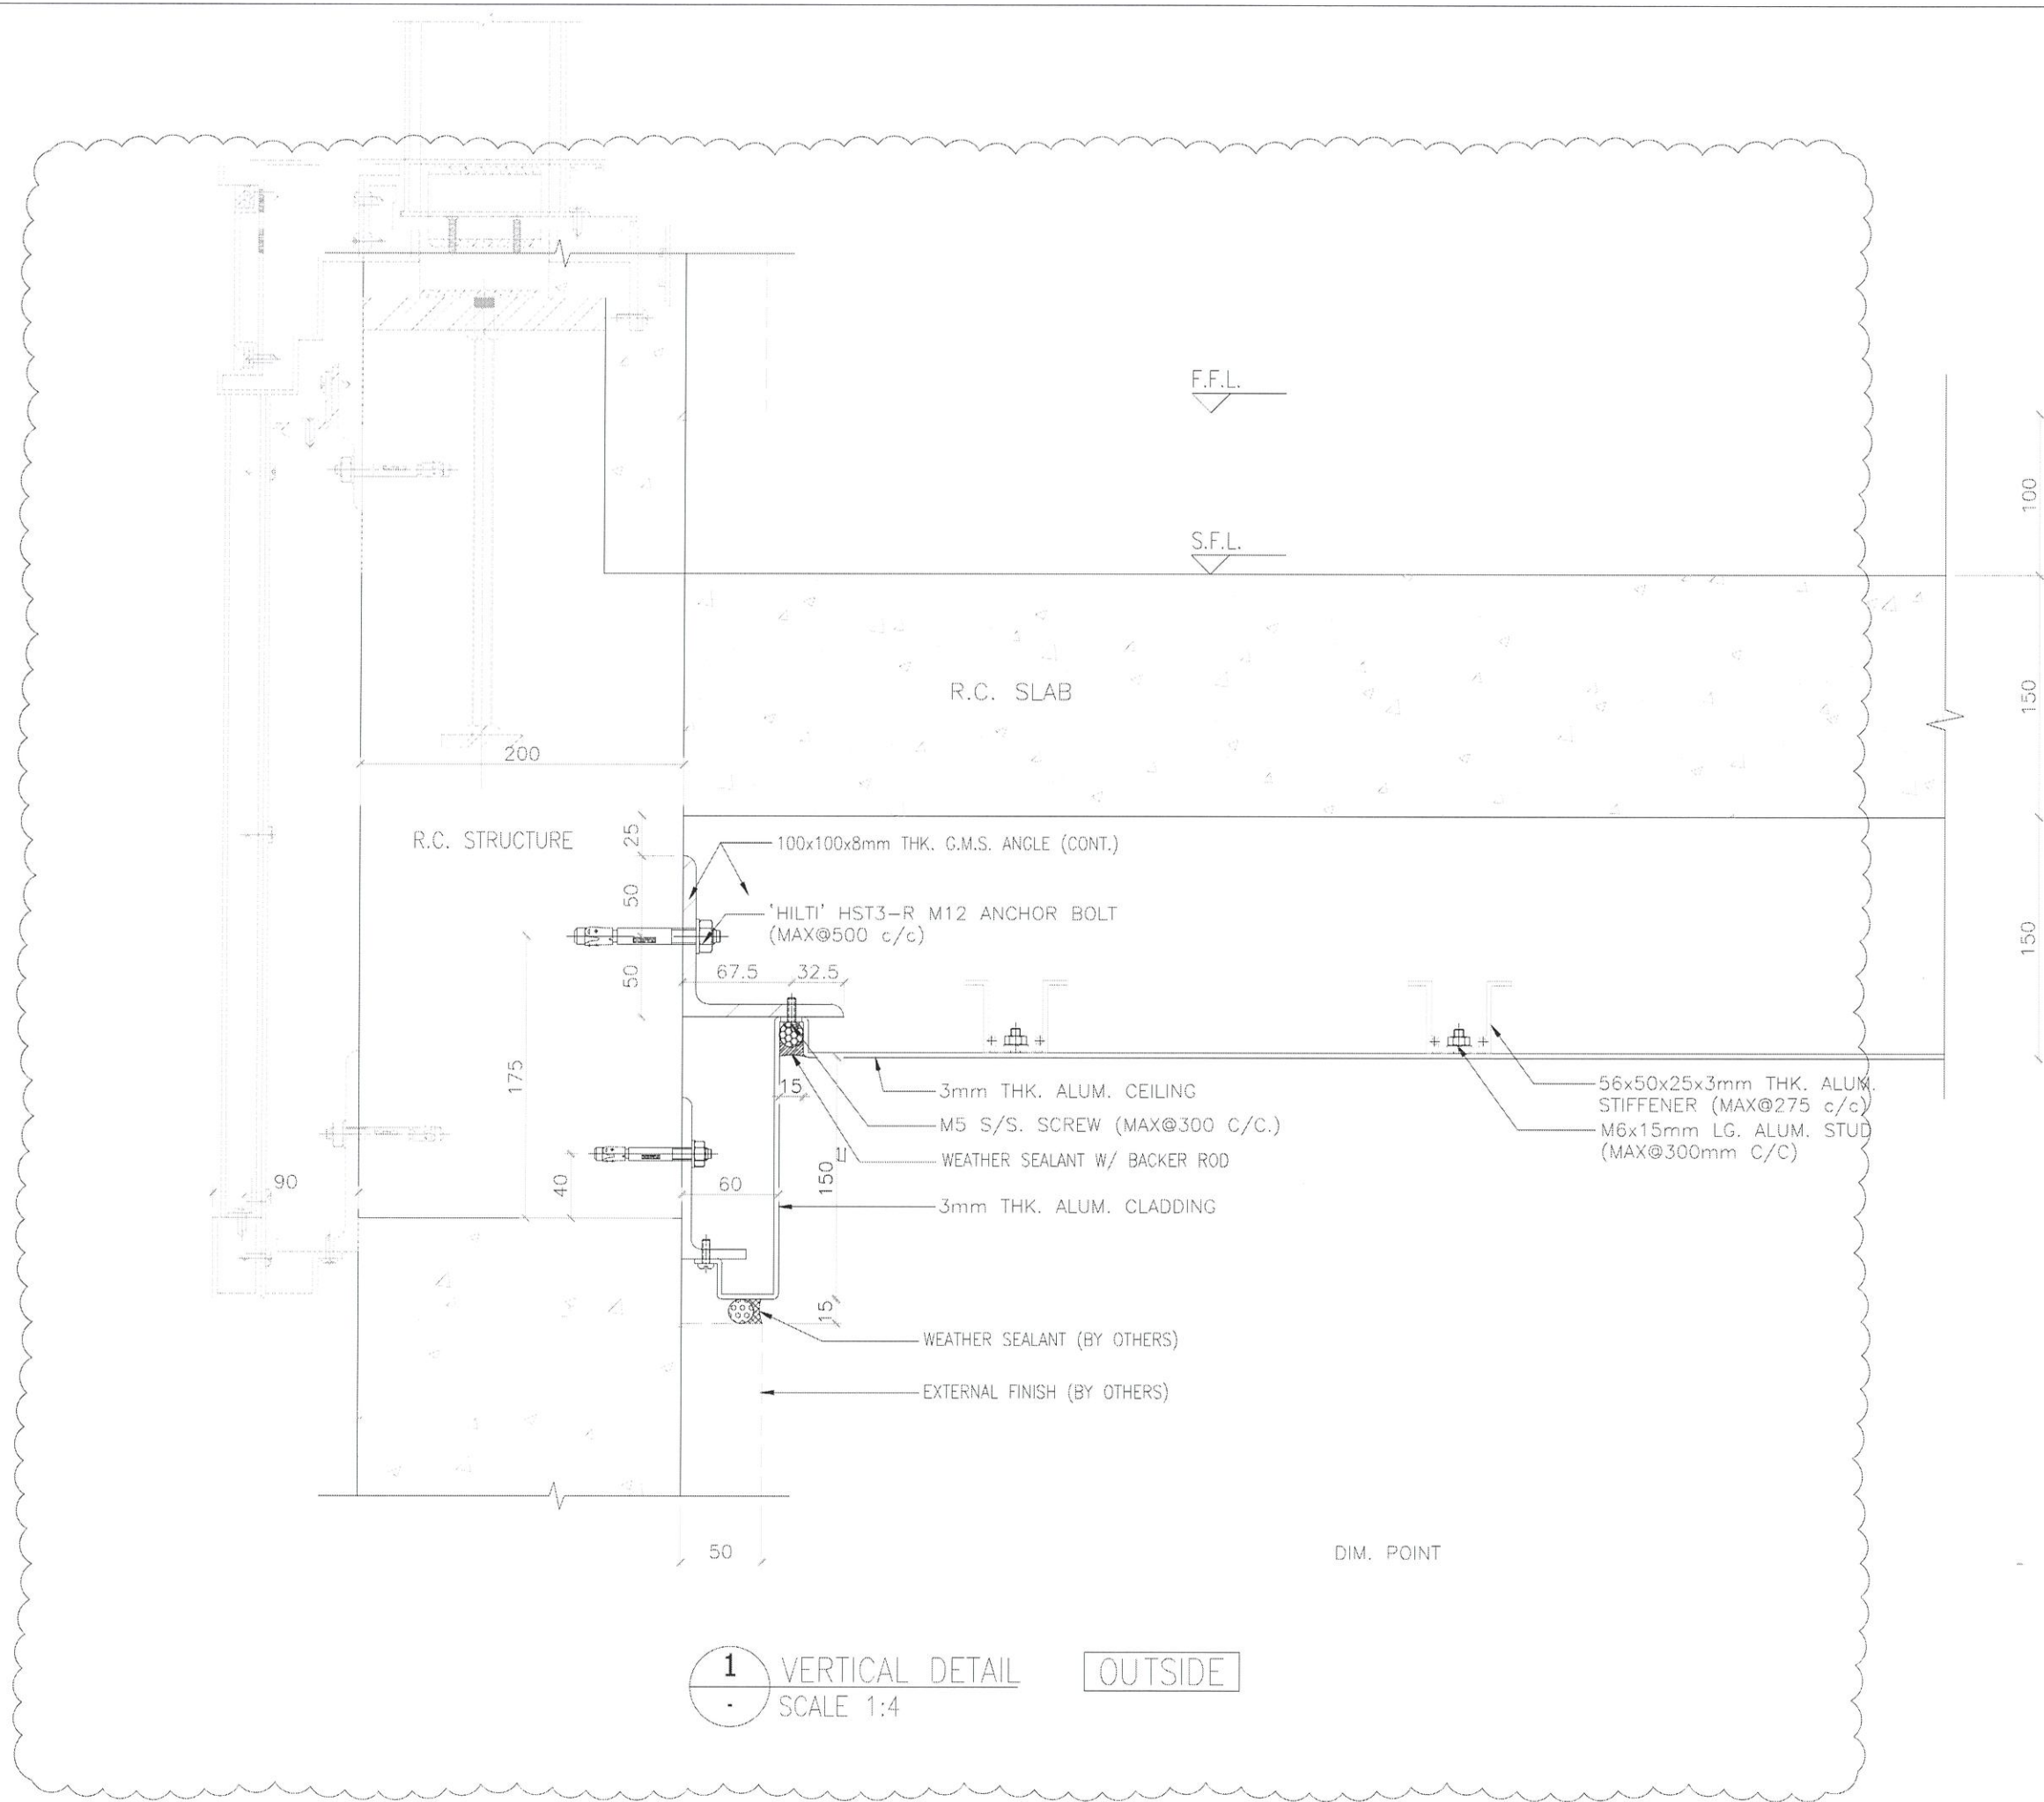 F.F.L.
100
S.F.L.
R.C. SLAB
150
200
R.C. STRUCTURE
25
100x100x8mm THK. G.M.S. ANGLE (CONT.)
50
'HILTI' HST3-R M12 ANCHOR BOLT
(MAX@500 c/c)
150
50
67.5
32.5
175
15
3mm THK. ALUM. CEILING
M5 S/S. SCREW (MAX@300 C/C.)
WEATHER SEALANT W/ BACKER ROD
56x50x25x3mm THK. ALUM.
STIFFENER (MAX@275 c/c)
M6x15mm LG. ALUM. STUD
(MAX@300mm C/C)
90
40
60
150
3mm THK. ALUM. CLADDING
15
WEATHER SEALANT (BY OTHERS)
EXTERNAL FINISH (BY OTHERS)
50
DIM. POINT
1
-
VERTICAL DETAIL
SCALE 1:4
OUTSIDE